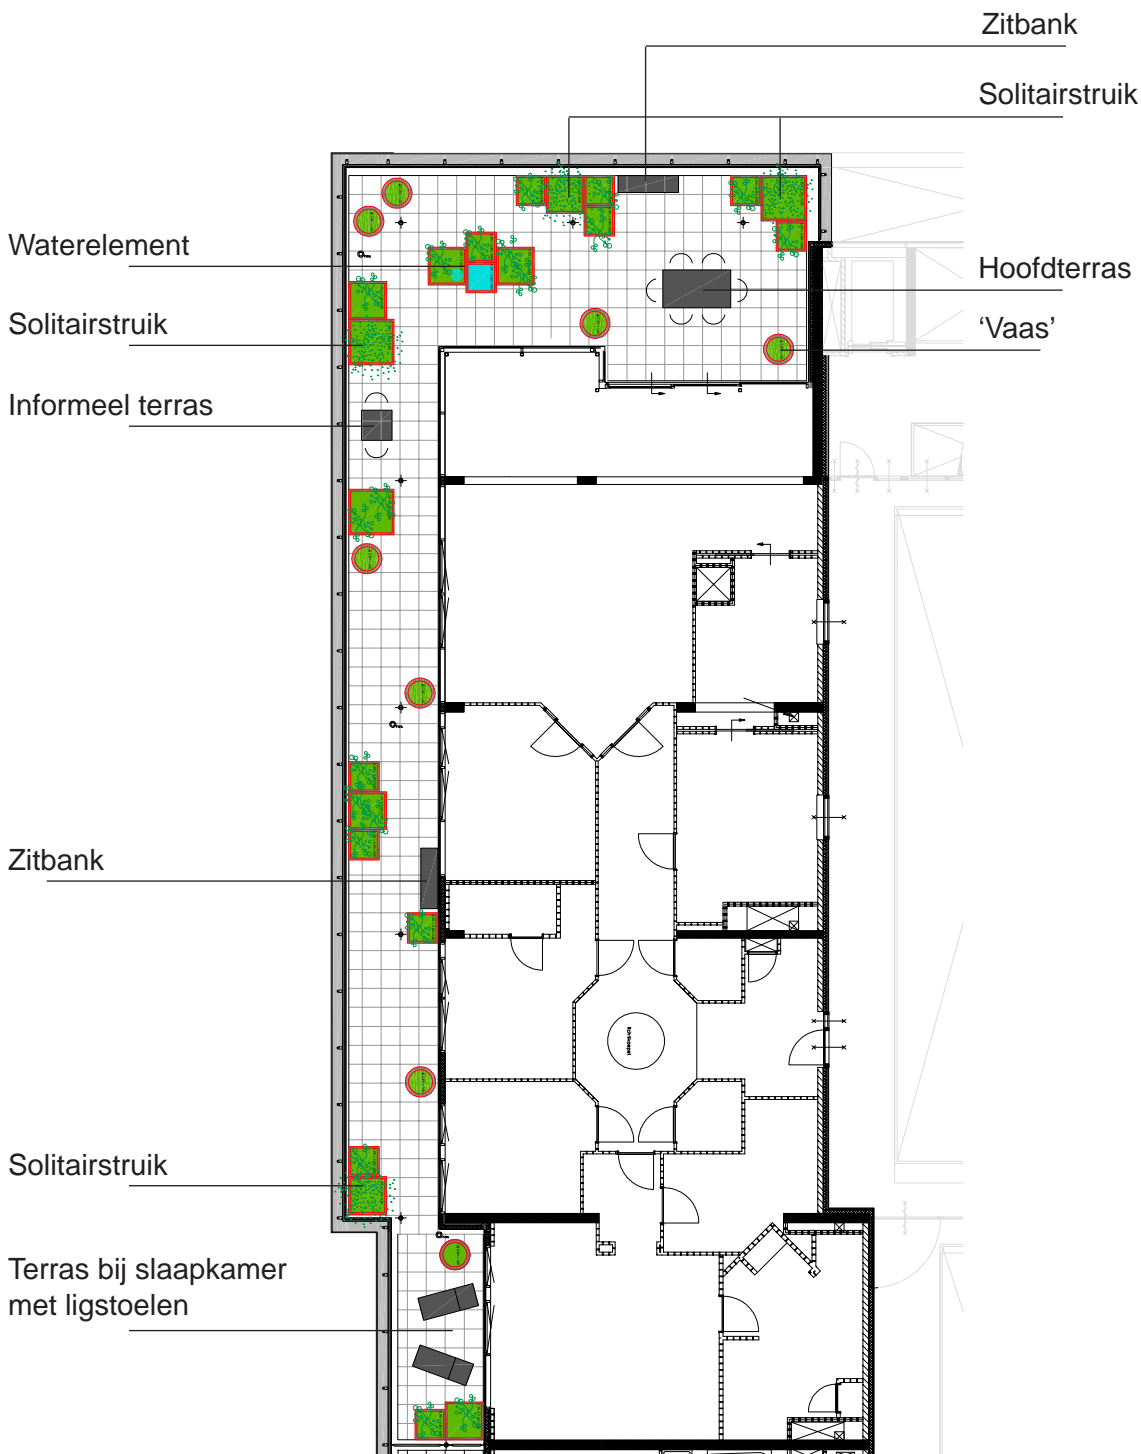 Zitbank
Solitairstruik
Waterelement
Hoofdterras
Solitairstruik
‘Vaas’
Informeel terras
Zitbank
Solitairstruik
Terras bij slaapkamer
met ligstoelen